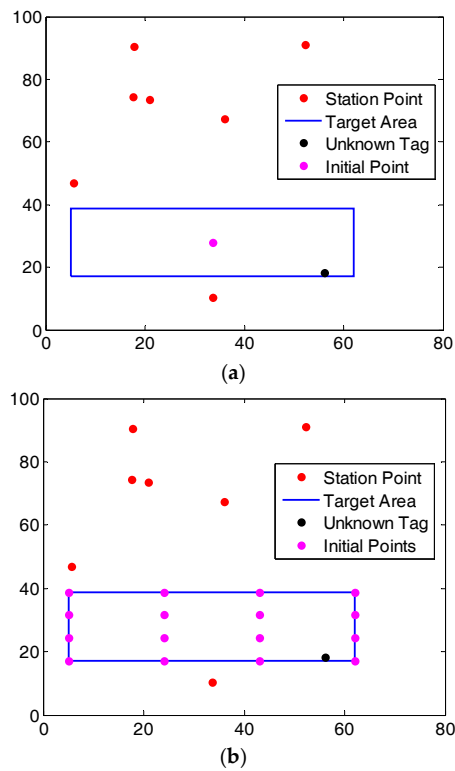 100
80
60
40
20
0
0 20 40 60 80
Station Point
Target Area
Unknown Tag
Initial Point
(a)
100
80
60
40
20
0
0 20 40 60 80
Station Point
Target Area
Unknown Tag
Initial Points
(b)